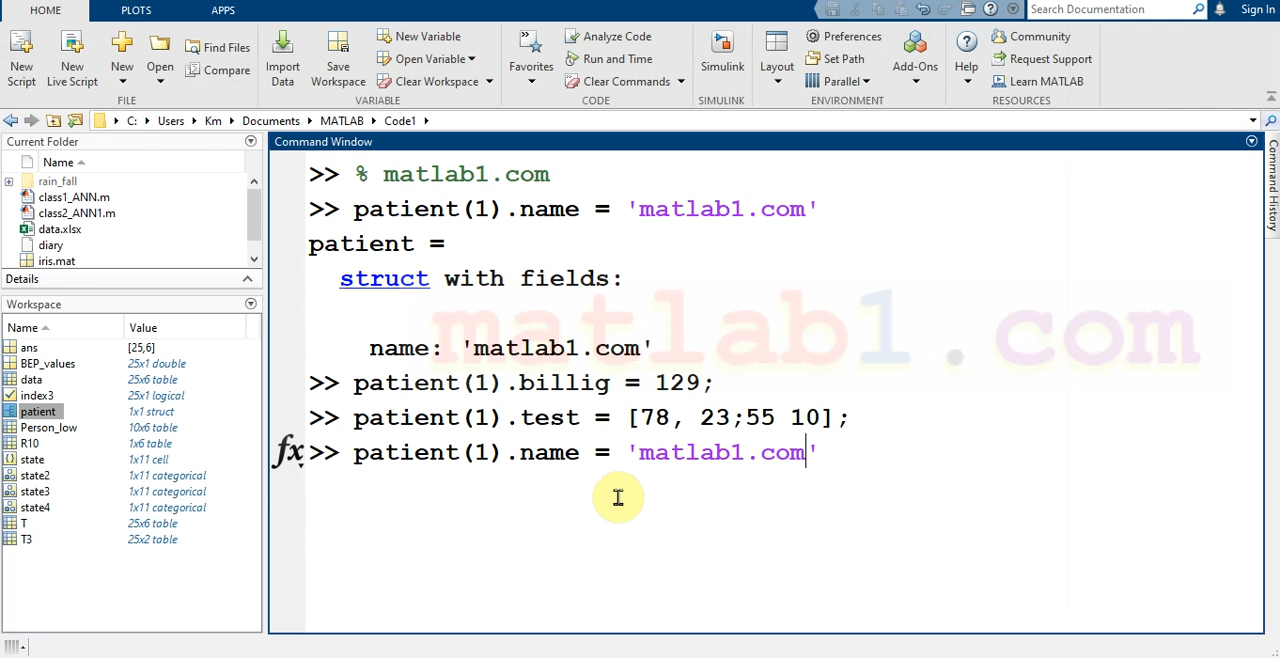 HOME PLOTS APPS Search Documentation Sign In
New Script New Live Script New Open Find Files Compare Import Data Save Workspace New Variable Open Variable Clear Workspace Favorites Analyze Code Run and Time Clear Commands Simulink Layout Preferences Set Path Parallel Add-Ons Help Community Request Support Learn MATLAB
FILE VARIABLE CODE SIMULINK ENVIRONMENT RESOURCES
C: Users Km Documents MATLAB Code1
Current Folder
Name
rain_fall
class1_ANN.m
class2_ANN1.m
data.xlsx
diary
iris.mat
Details
Workspace
Name Value
ans [25,6]
BEP_values 25x1 double
data 25x6 table
index3 25x1 logical
patient 1x1 struct
Person_low 10x6 table
R10 1x6 table
state 1x11 cell
state2 1x11 categorical
state3 1x11 categorical
state4 1x11 categorical
T 25x6 table
T3 25x2 table
Command Window
>> % matlab1.com
>> patient(1).name = 'matlab1.com'
patient =
struct with fields:
name: 'matlab1.com'
>> patient(1).billig = 129;
>> patient(1).test = [78, 23;55 10];
fx >> patient(1).name = 'matlab1.com'
matlab1.com
Command History